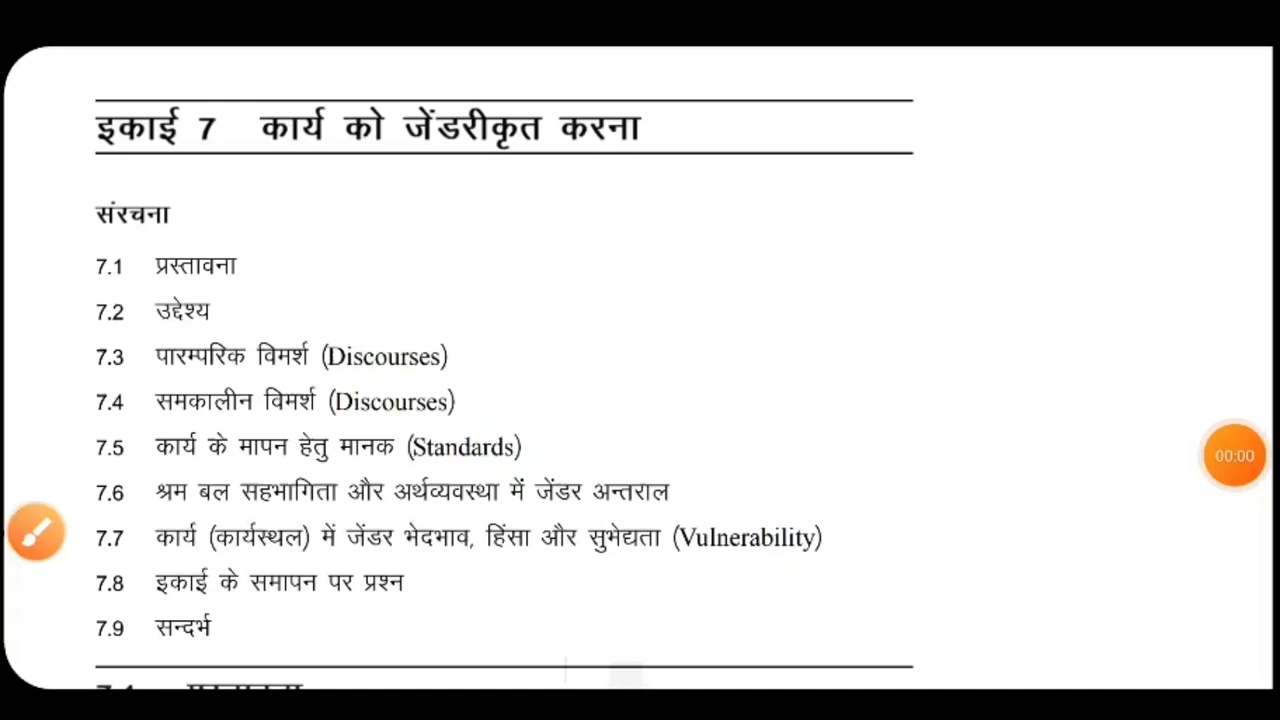 इकाई 7 कार्य को जेंडरीकृत करना
संरचना
7.1 प्रस्तावना
7.2 उद्देश्य
7.3 पारम्परिक विमर्श (Discourses)
7.4 समकालीन विमर्श (Discourses)
7.5 कार्य के मापन हेतु मानक (Standards)
7.6 श्रम बल सहभागिता और अर्थव्यवस्था में जेंडर अन्तराल
7.7 कार्य (कार्यस्थल) में जेंडर भेदभाव, हिंसा और सुभेद्यता (Vulnerability)
00:00
7.8 इकाई के समापन पर प्रश्न
7.9 सन्दर्भ